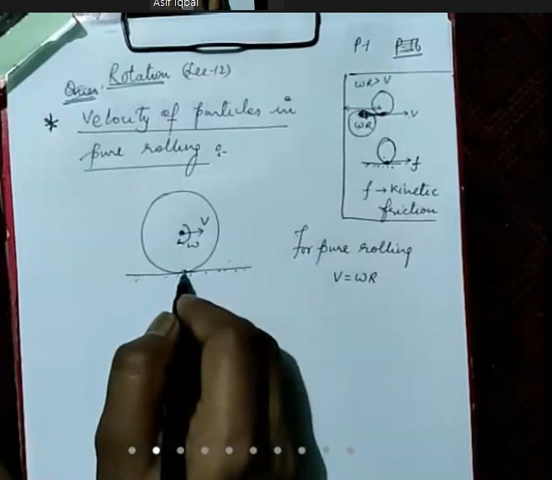 Asif Iqbal
P-1
Rotation (Lec-12)
* Velocity of particles in
pure rolling :-
V
ω
ωR > V
V
ωR
f
f → kinetic
friction
For pure rolling
V = ωR